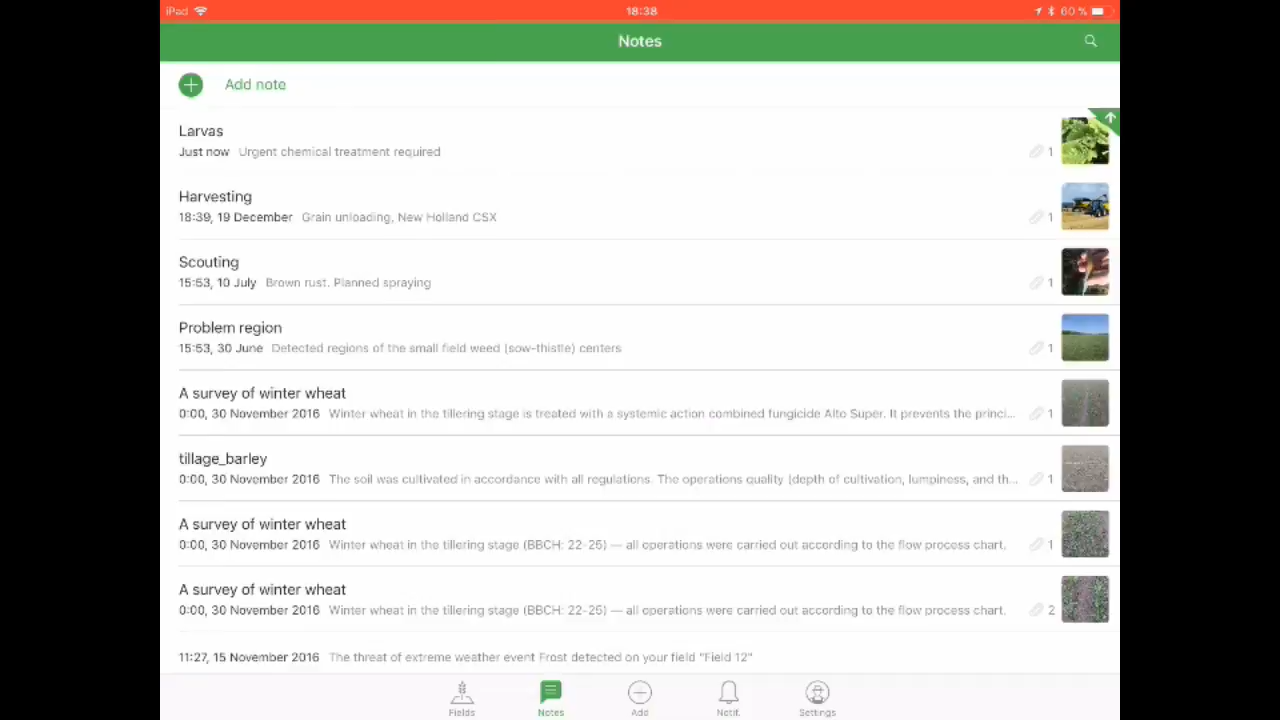 iPad 18:38 60 %
Notes
Add note
Larvas
Just now Urgent chemical treatment required
1
Harvesting
18:39, 19 December Grain unloading, New Holland CSX
1
Scouting
15:53, 10 July Brown rust. Planned spraying
1
Problem region
15:53, 30 June Detected regions of the small field weed (sow-thistle) centers
1
A survey of winter wheat
0:00, 30 November 2016 Winter wheat in the tillering stage is treated with a systemic action combined fungicide Alto Super. It prevents the princi...
1
tillage_barley
0:00, 30 November 2016 The soil was cultivated in accordance with all regulations. The operations quality (depth of cultivation, lumpiness, and th...
1
A survey of winter wheat
0:00, 30 November 2016 Winter wheat in the tillering stage (BBCH: 22-25) — all operations were carried out according to the flow process chart.
1
A survey of winter wheat
0:00, 30 November 2016 Winter wheat in the tillering stage (BBCH: 22-25) — all operations were carried out according to the flow process chart.
2
11:27, 15 November 2016 The threat of extreme weather event Frost detected on your field "Field 12"
Fields Notes Add Notif. Settings